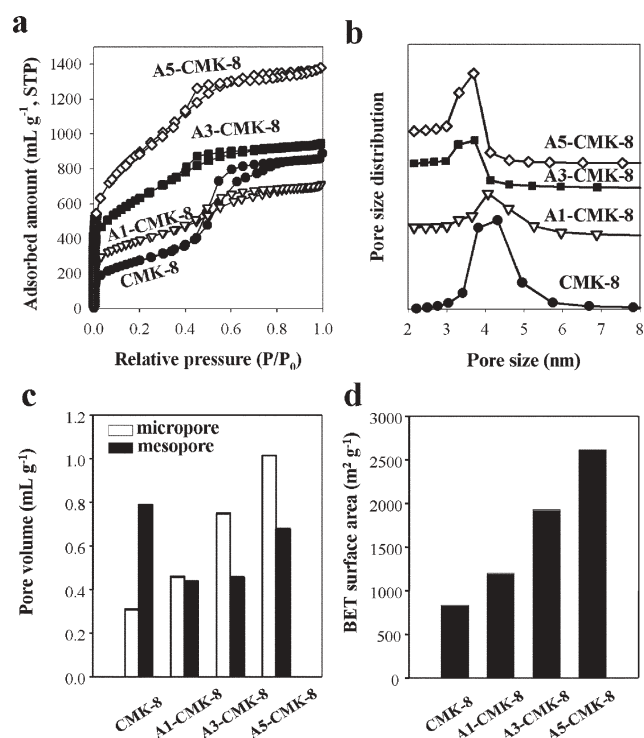 a
Adsorbed amount (mL g-1, STP)
1400
1200
1000
800
600
400
200
0
A5-CMK-8
A3-CMK-8
A1-CMK-8
CMK-8
0.0
0.2
0.4
0.6
0.8
1.0
Relative pressure (P/P0)
b
Pore size distribution
A5-CMK-8
A3-CMK-8
A1-CMK-8
CMK-8
2
3
4
5
6
7
8
Pore size (nm)
c
Pore volume (mL g-1)
1.2
1.0
0.8
0.6
0.4
0.2
0.0
micropore
mesopore
CMK-8
A1-CMK-8
A3-CMK-8
A5-CMK-8
d
BET surface area (m2 g-1)
3000
2500
2000
1000
1000
500
0
CMK-8
A1-CMK-8
A3-CMK-8
A5-CMK-8